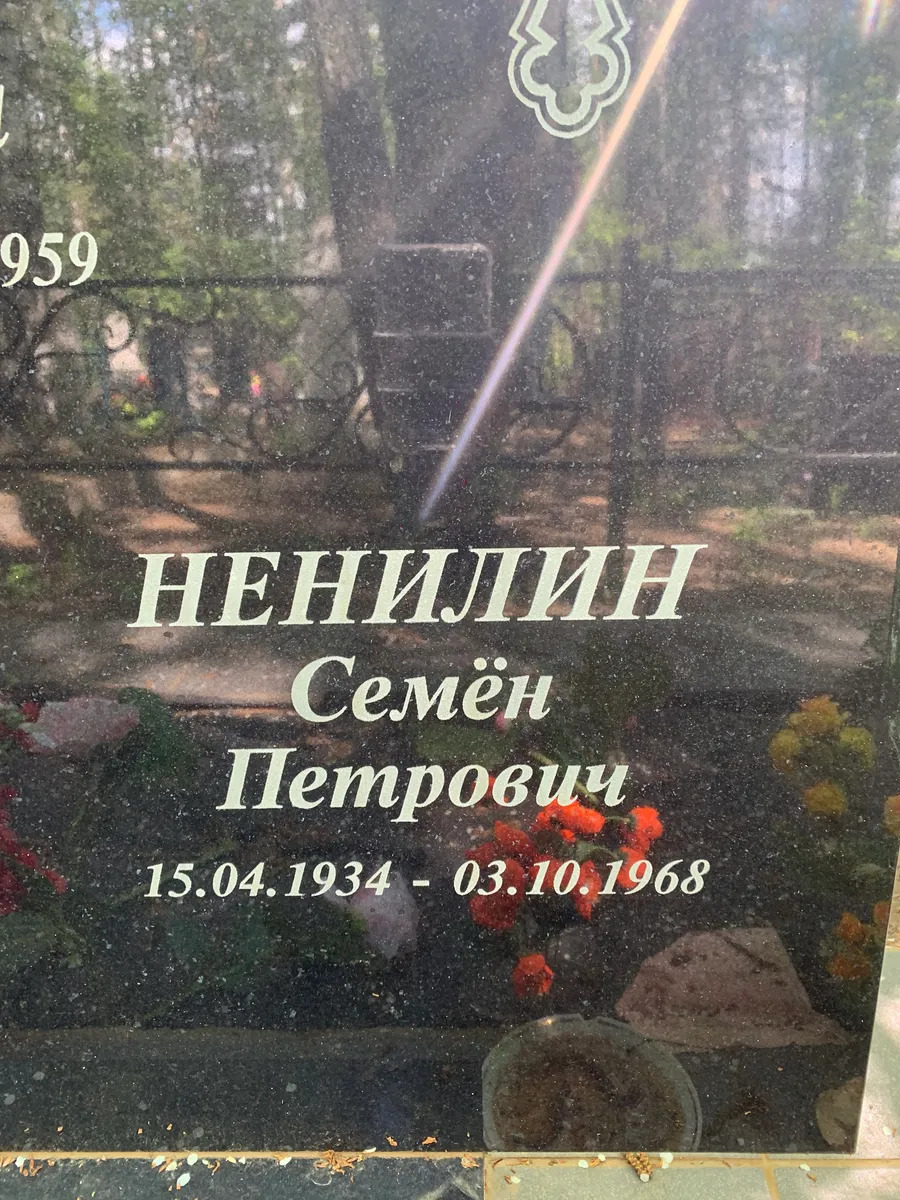 959
НЕНИЛИН
Семён
Петрович
15.04.1934 - 03.10.1968